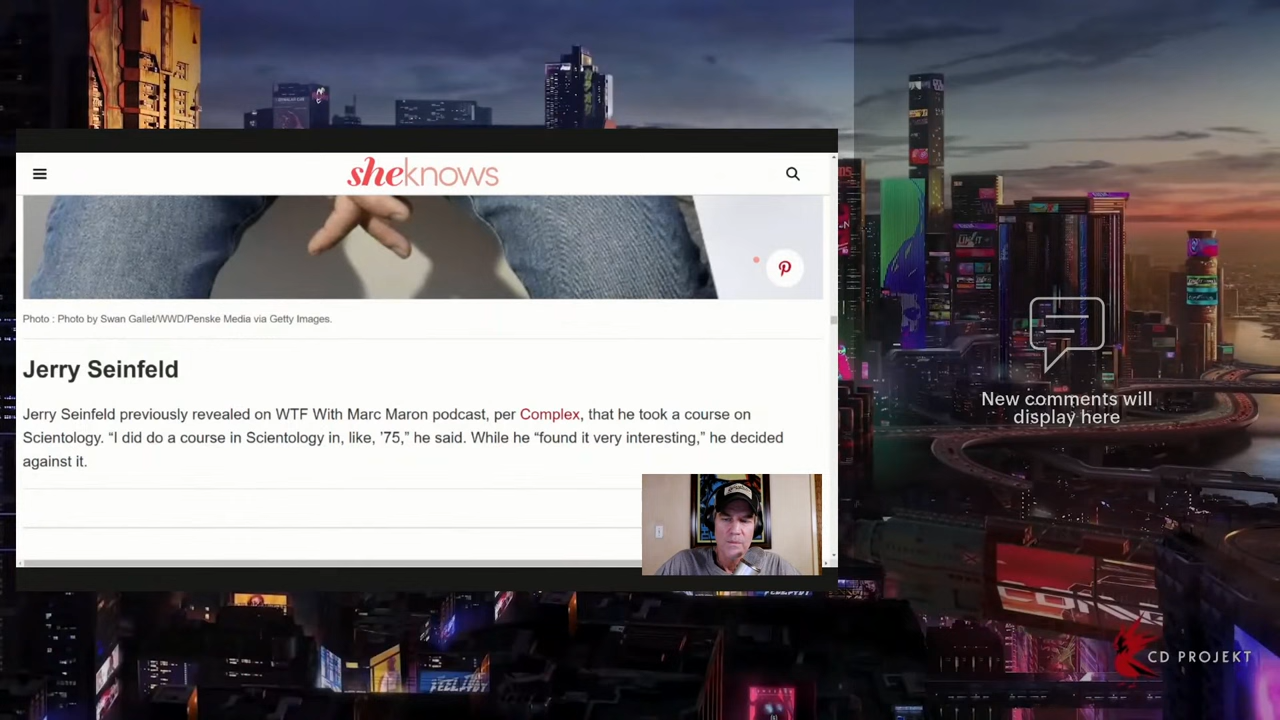 sheknows
Photo : Photo by Swan Gallet/WWD/Penske Media via Getty Images.
Jerry Seinfeld
Jerry Seinfeld previously revealed on WTF With Marc Maron podcast, per Complex, that he took a course on
Scientology. “I did do a course in Scientology in, like, ’75,” he said. While he “found it very interesting,” he decided
against it.
New comments will
display here
CD PROJEKT